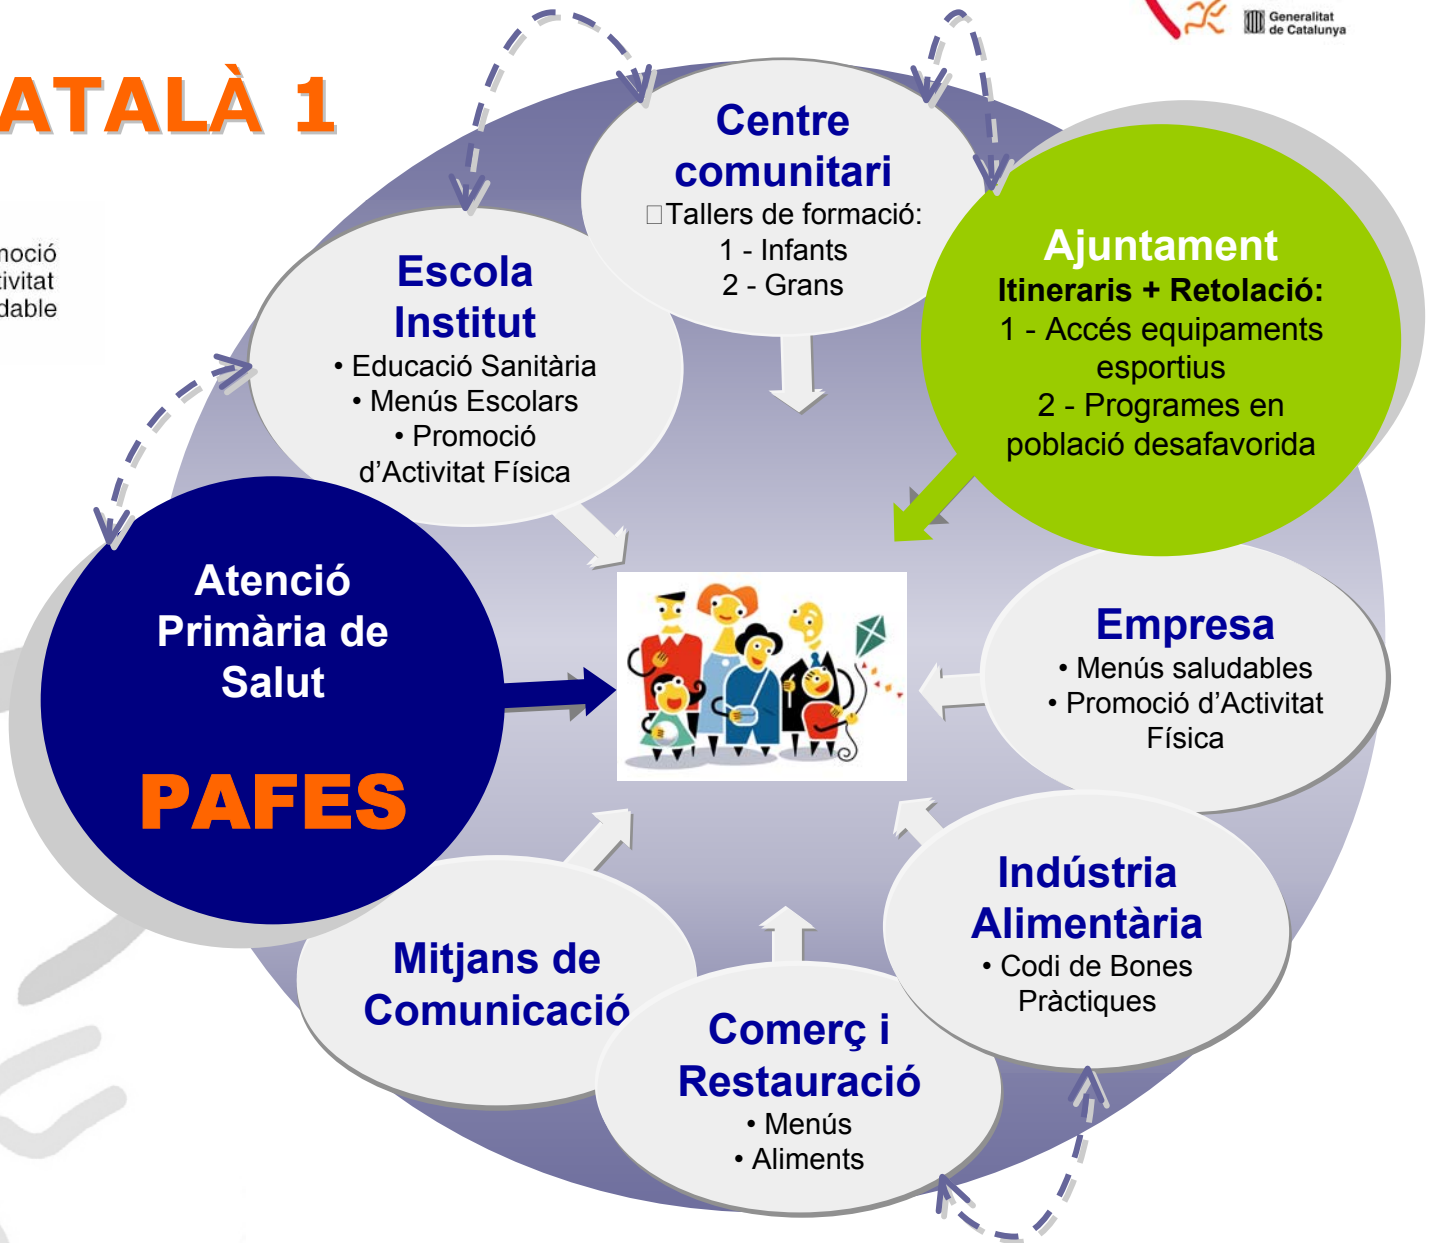 Generalitat
de Catalunya
ATALÀ 1
moció
tivitat
dable
Centre
comunitari
□Tallers de formació:
1 - Infants
2 - Grans
Ajuntament
Itineraris + Retolació:
1 - Accés equipaments
esportius
2 - Programes en
població desafavorida
Escola
Institut
• Educació Sanitària
• Menús Escolars
• Promoció
d’Activitat Física
Atenció
Primària de
Salut
PAFES
Empresa
• Menús saludables
• Promoció d’Activitat
Física
Indústria
Alimentària
• Codi de Bones
Pràctiques
Mitjans de
Comunicació
Comerç i
Restauració
• Menús
• Aliments